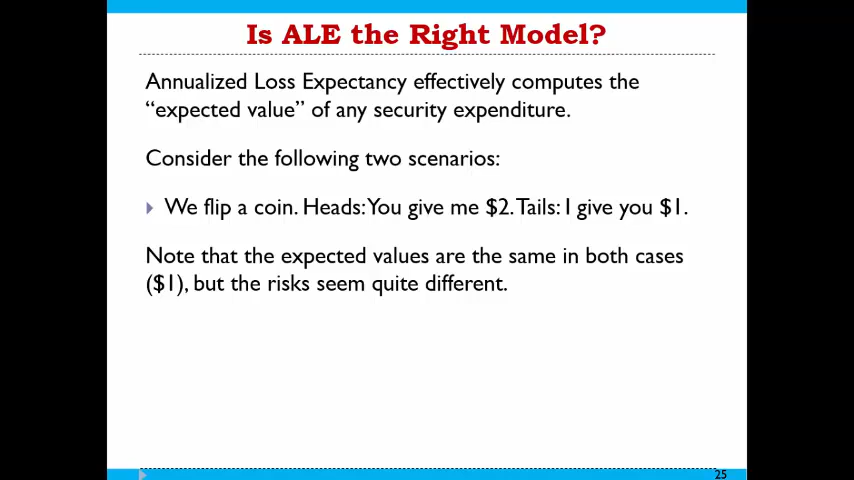 Is ALE the Right Model?
Annualized Loss Expectancy effectively computes the
“expected value” of any security expenditure.
Consider the following two scenarios:
We flip a coin. Heads: You give me $2. Tails: I give you $1.
Note that the expected values are the same in both cases
($1), but the risks seem quite different.
25